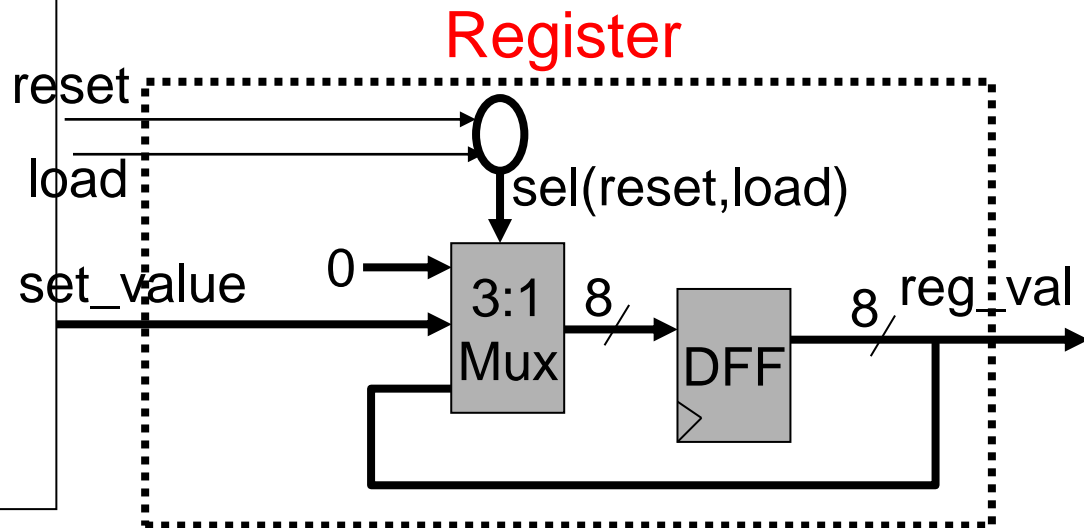 Register
reset
load
sel(reset,load)
set_value
0
3:1
Mux
8
DFF
8
reg_val